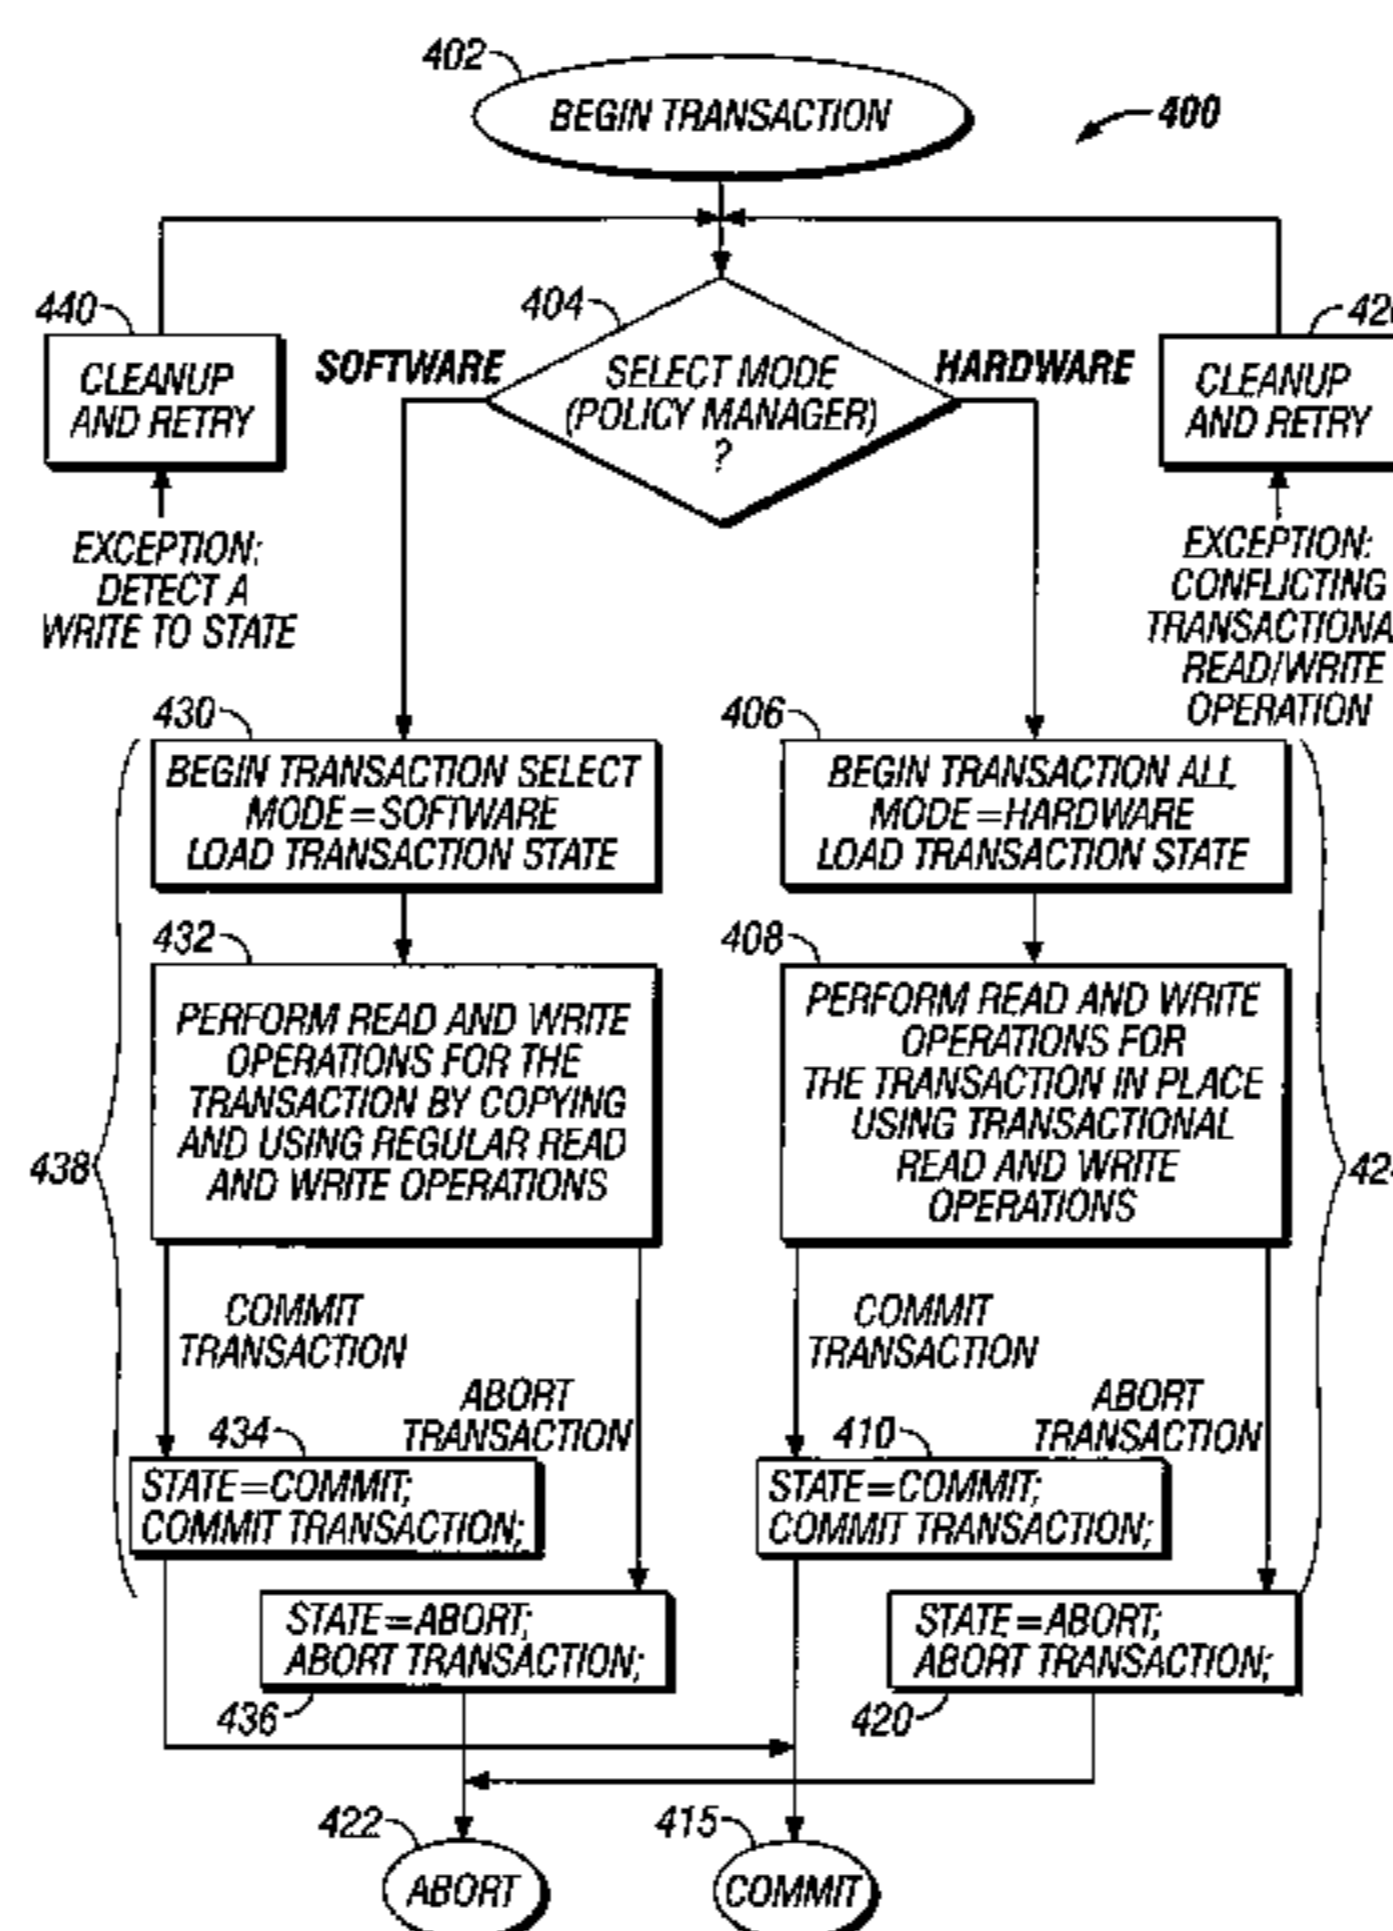 402
BEGIN TRANSACTION
400
440
CLEANUP
AND RETRY
EXCEPTION:
DETECT A
WRITE TO STATE
404
SOFTWARE
SELECT MODE
(POLICY MANAGER)
?
HARDWARE
CLEANUP
AND RETRY
EXCEPTION:
CONFLICTING
READ/WRITE
OPERATION
430
BEGIN TRANSACTION SELECT
MODE=SOFTWARE
LOAD TRANSACTION STATE
406
BEGIN TRANSACTION ALL
MODE=HARDWARE
LOAD TRANSACTION STATE
432
PERFORM READ AND WRITE
OPERATIONS FOR THE
TRANSACTION BY COPYING
AND USING REGULAR READ
AND WRITE OPERATIONS
408
PERFORM READ AND WRITE
OPERATIONS FOR
THE TRANSACTION IN PLACE
USING TRANSACTIONAL
READ AND WRITE
OPERATIONS
438
COMMIT
TRANSACTION
ABORT
TRANSACTION
COMMIT
TRANSACTION
ABORT
TRANSACTION
434
STATE=COMMIT;
COMMIT TRANSACTION;
410
STATE=COMMIT;
COMMIT TRANSACTION;
STATE=ABORT;
ABORT TRANSACTION;
436
STATE=ABORT;
ABORT TRANSACTION;
420
422
ABORT
415
COMMIT